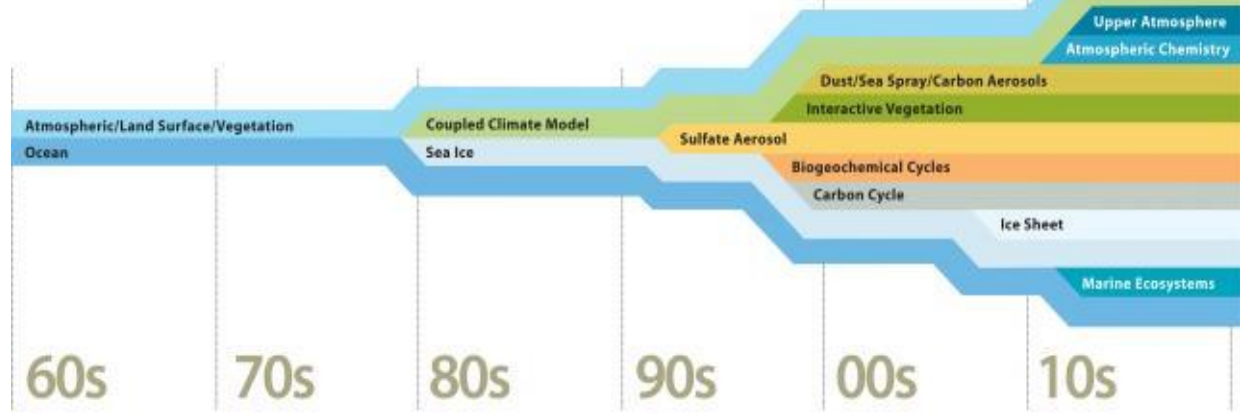 Upper Atmosphere
Atmospheric Chemistry
Dust/Sea Spray/Carbon Aerosols
Interactive Vegetation
Atmospheric/Land Surface/Vegetation
Coupled Climate Model
Sulfate Aerosol
Ocean
Sea Ice
Biogeochemical Cycles
Carbon Cycle
Ice Sheet
Marine Ecosystems
60s 70s 80s 90s 00s 10s